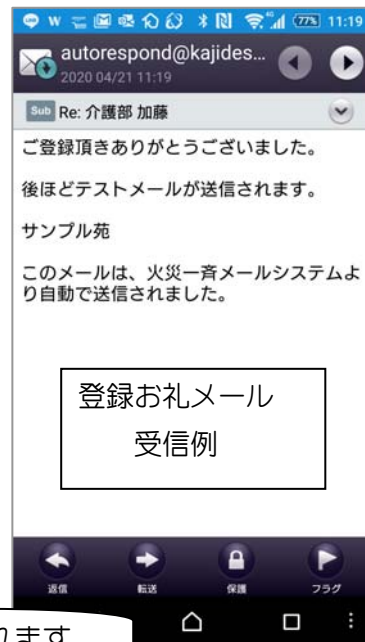 77% 11:19
autorespond@kajides...
2020 04/21 11:19
Sub Re: 介護部 加藤
ご登録頂きありがとうございました。
後ほどテストメールが送信されます。
サンプル苑
このメールは、火災一斉メールシステムよ
り自動で送信されました。
登録お礼メール
受信例
返信 転送 保護 フラグ
れます